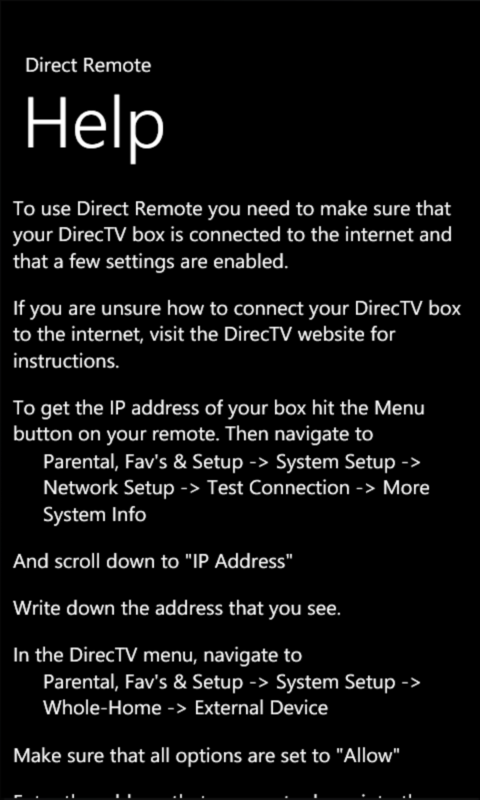 Direct Remote
Help
To use Direct Remote you need to make sure that
your DirecTV box is connected to the internet and
that a few settings are enabled.
If you are unsure how to connect your DirecTV box
to the internet, visit the DirecTV website for
instructions.
To get the IP address of your box hit the Menu
button on your remote. Then navigate to
Parental, Fav's & Setup -> System Setup ->
Network Setup -> Test Connection -> More
System Info
And scroll down to "IP Address"
Write down the address that you see.
In the DirecTV menu, navigate to
Parental, Fav's & Setup -> System Setup ->
Whole-Home -> External Device
Make sure that all options are set to "Allow"